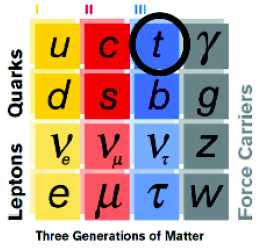 I II III
Quarks
u c t γ
d s b g
Leptons
νe νμ ντ z
e μ τ w
Force Carriers
Three Generations of Matter